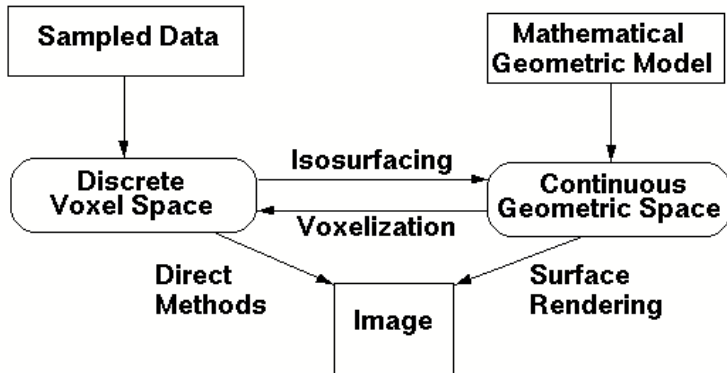 Sampled Data
Mathematical
Geometric Model
Isosurfacing
Discrete
Voxel Space
Continuous
Geometric Space
Voxelization
Direct
Methods
Surface
Rendering
Image